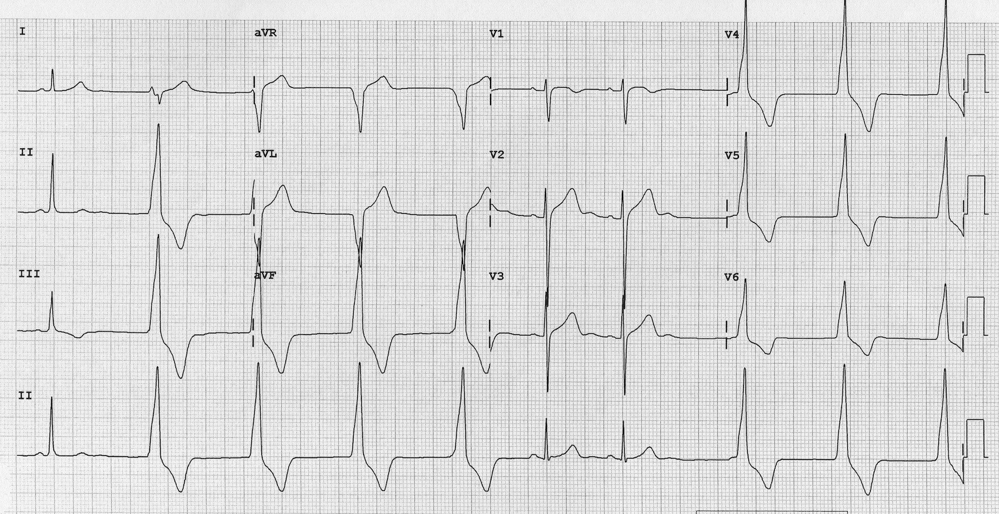 I aVR V1 V4
II aVL V2 V5
III aVF V3 V6
II